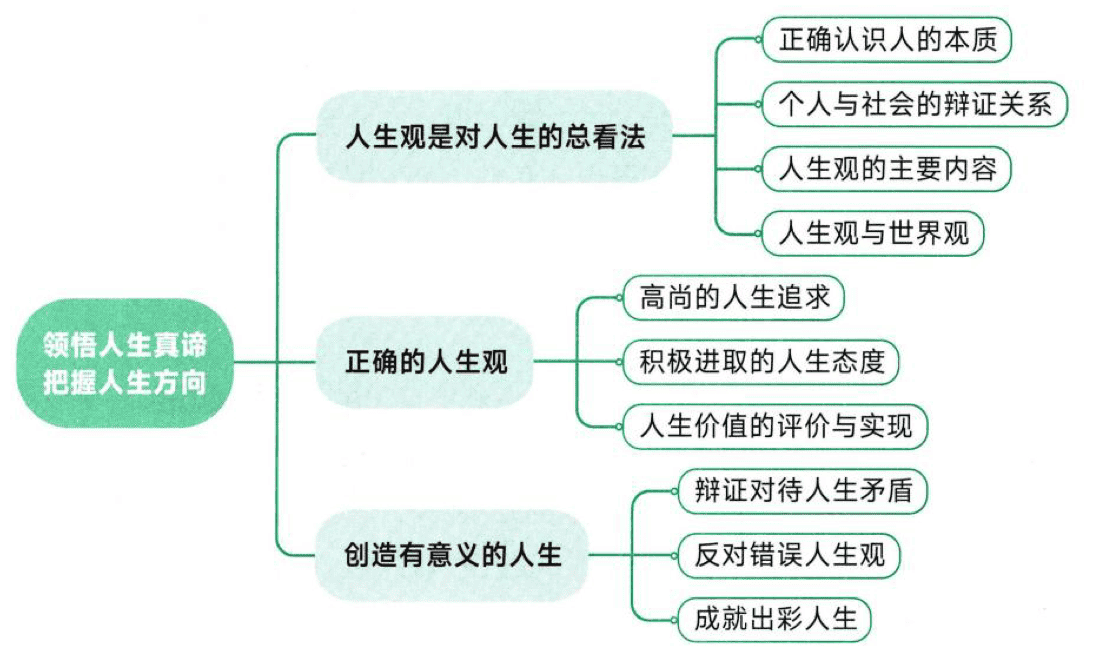 领悟人生真谛
把握人生方向
人生观是对人生的总看法
正确认识人的本质
个人与社会的辩证关系
人生观的主要内容
人生观与世界观
正确的人生观
高尚的人生追求
积极进取的人生态度
人生价值的评价与实现
创造有意义的人生
辩证对待人生矛盾
反对错误人生观
成就出彩人生